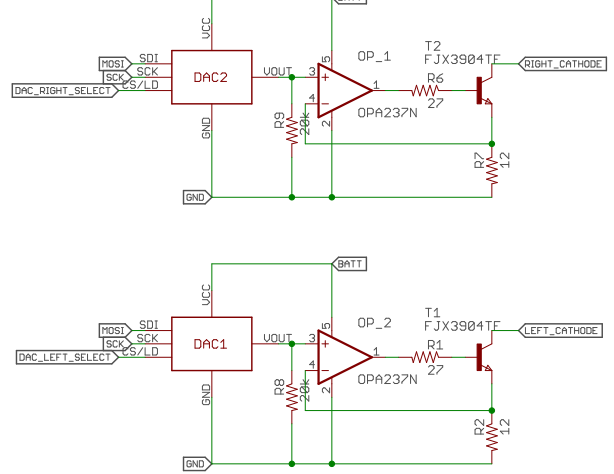 BATT
VCC
T2
FJX3904TF
OP_1
RIGHT_CATHODE
MOSI
SDI
SCK
SCK
DAC_RIGHT_SELECT
CS/LD
DAC2
VOUT
5
3
+
4
-
1
2
OPA237N
R6
27
R9
20k
GND
R7
12
GND
BATT
VCC
T1
FJX3904TF
OP_2
LEFT_CATHODE
MOSI
SDI
SCK
SCK
DAC_LEFT_SELECT
CS/LD
DAC1
VOUT
5
3
+
4
-
1
2
OPA237N
R1
27
R8
20k
GND
R2
12
GND